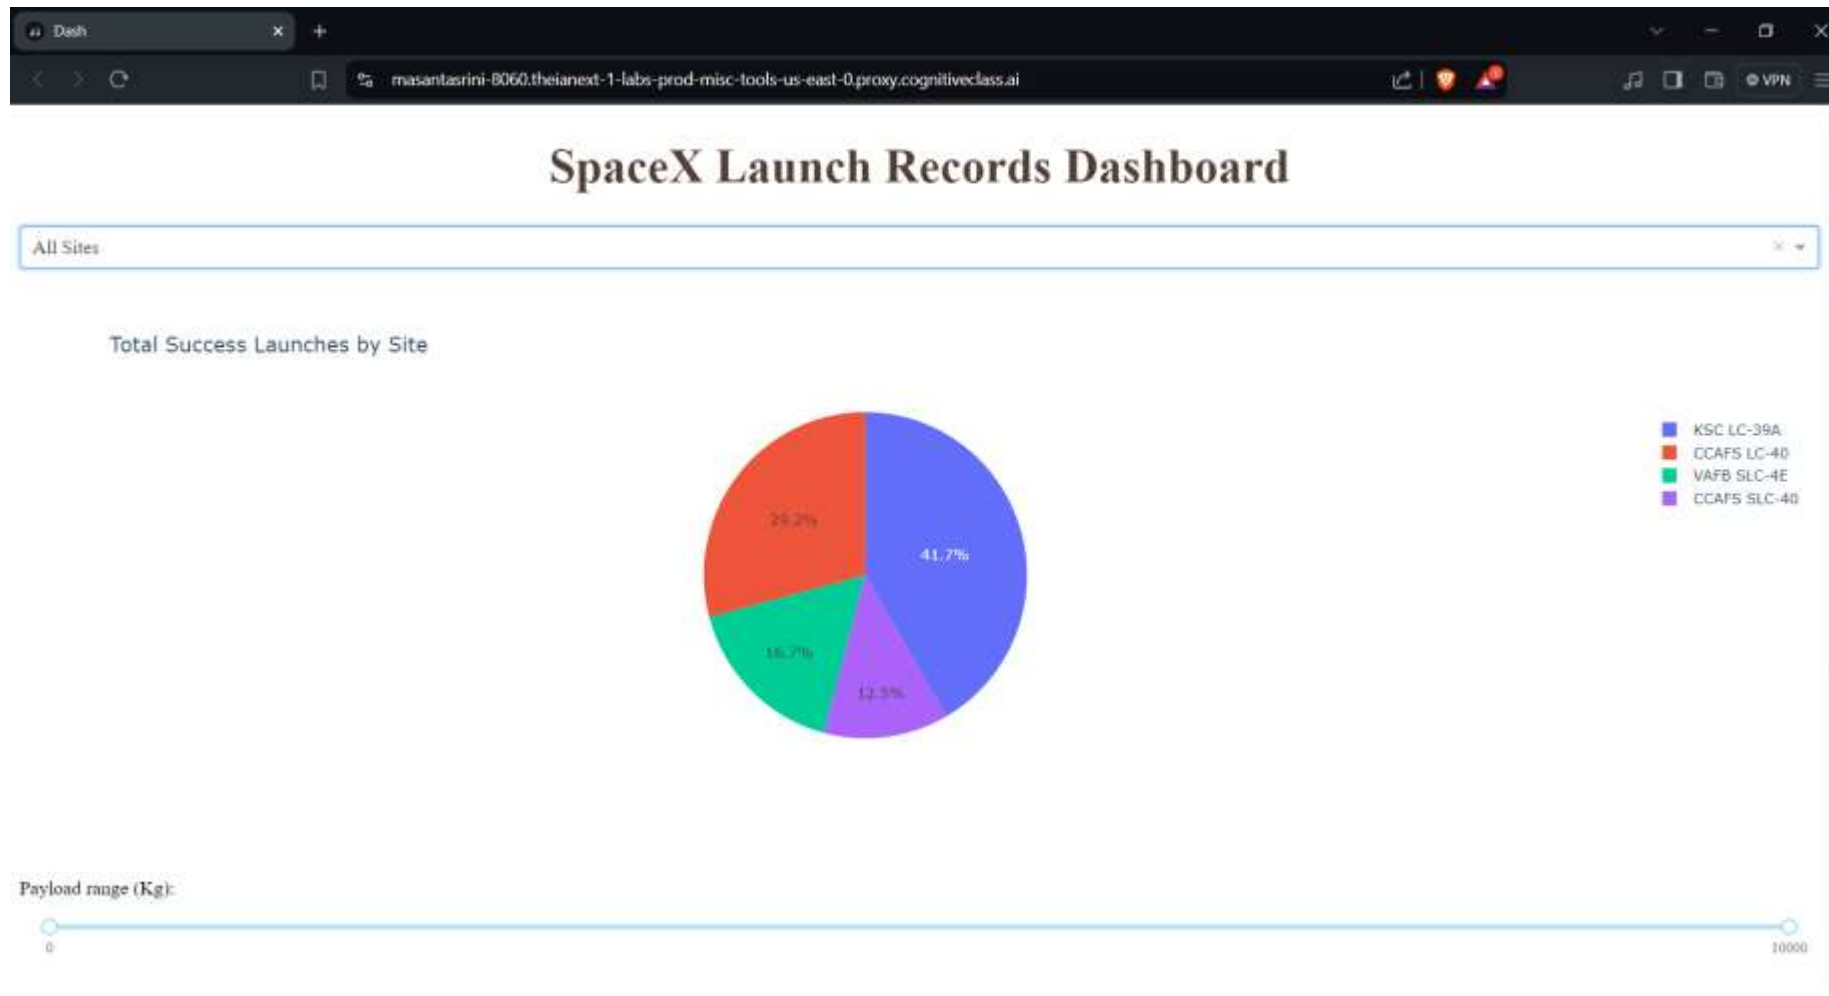 Dash
masantasrini-8060.theianext-1-labs-prod-misc-tools-us-east-0.proxy.cognitiveclass.ai
VPN
SpaceX Launch Records Dashboard
All Sites
Total Success Launches by Site
KSC LC-39A
CCAFS LC-40
VAFB SLC-4E
CCAFS SLC-40
29.2%
41.7%
16.7%
12.5%
Payload range (Kg):
0
10000